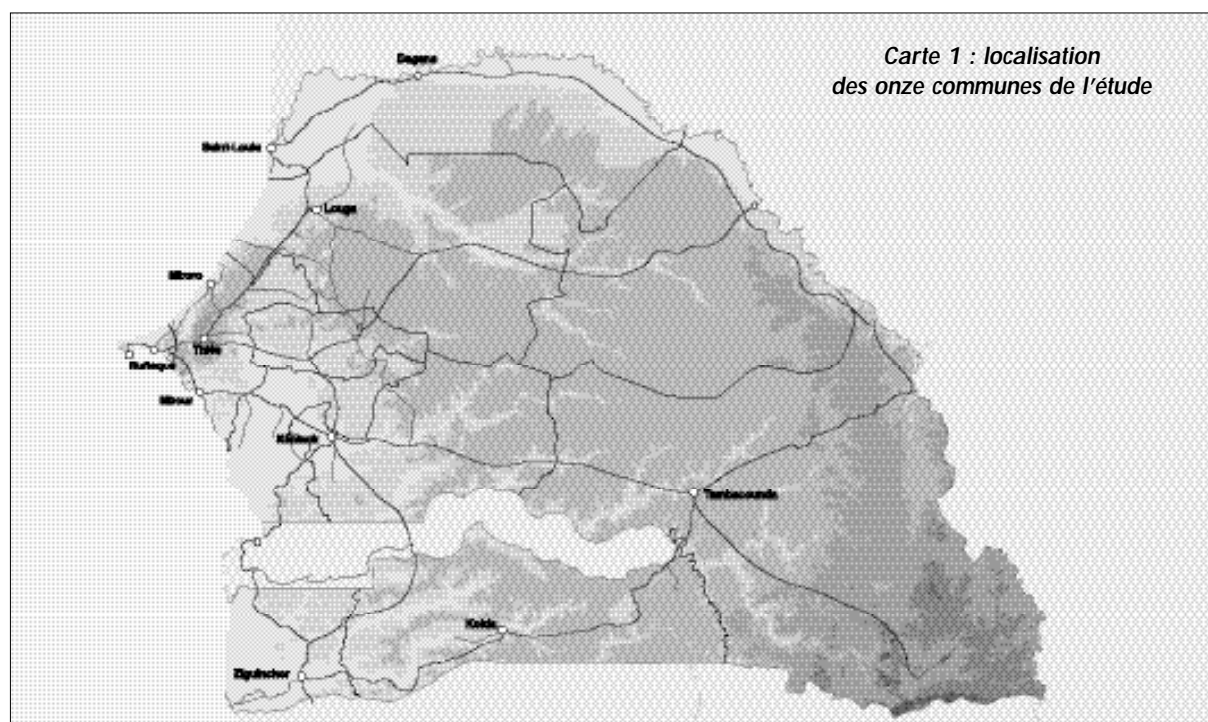 Carte 1 : localisation
des onze communes de l'étude
Dagana
Saint-Louis
Louga
Mboro
Thiès
Rufisque
Mbour
Kaolack
Tambacounda
Kolda
Ziguinchor